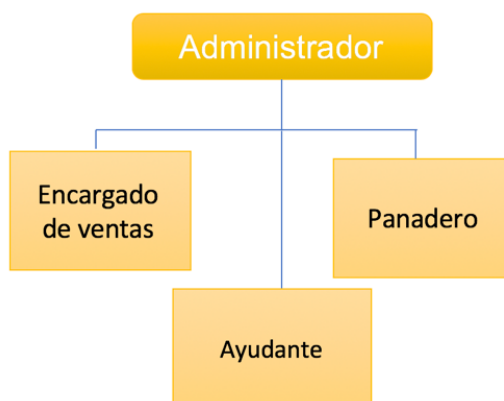 Administrador
Encargado
de ventas
Panadero
Ayudante